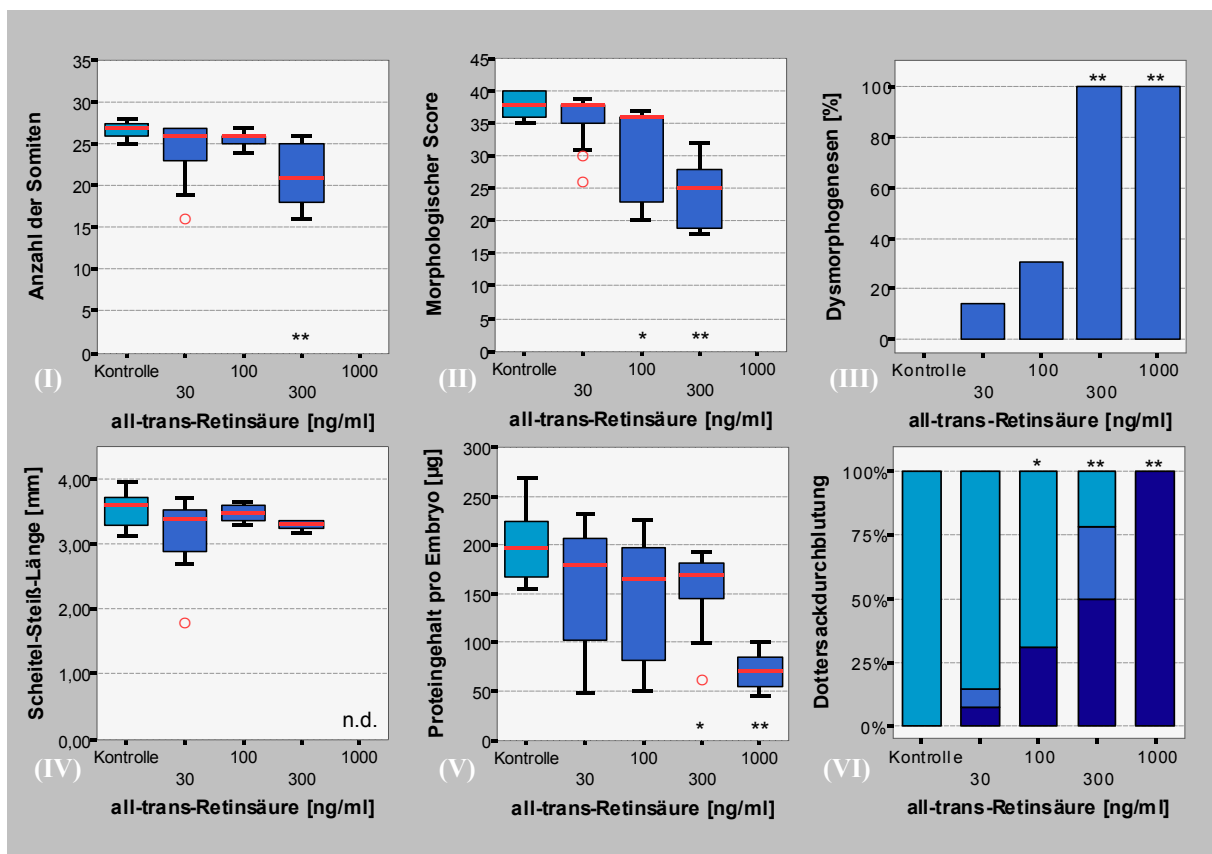 Anzahl der Somiten
35
30
25
20
15
10
5
0
**
Kontrolle 100 1000
30 300
all-trans-Retinsäure [ng/ml]
(I)
Morphologischer Score
45
40
35
30
25
20
15
10
5
0
* **
Kontrolle 100 1000
30 300
all-trans-Retinsäure [ng/ml]
(II)
Dysmorphogenesen [%]
** **
100
80
60
40
20
0
Kontrolle 100 1000
30 300
all-trans-Retinsäure [ng/ml]
(III)
Scheitel-Steiß-Länge [mm]
4,00
3,00
2,00
1,00
0,00
n.d.
Kontrolle 100 1000
30 300
all-trans-Retinsäure [ng/ml]
(IV)
Proteingehalt pro Embryo [µg]
300
250
200
150
100
50
0
* **
Kontrolle 100 1000
30 300
all-trans-Retinsäure [ng/ml]
(V)
Dottersackdurchblutung
* ** **
100%
75%
50%
25%
0%
Kontrolle 100 1000
30 300
all-trans-Retinsäure [ng/ml]
(VI)